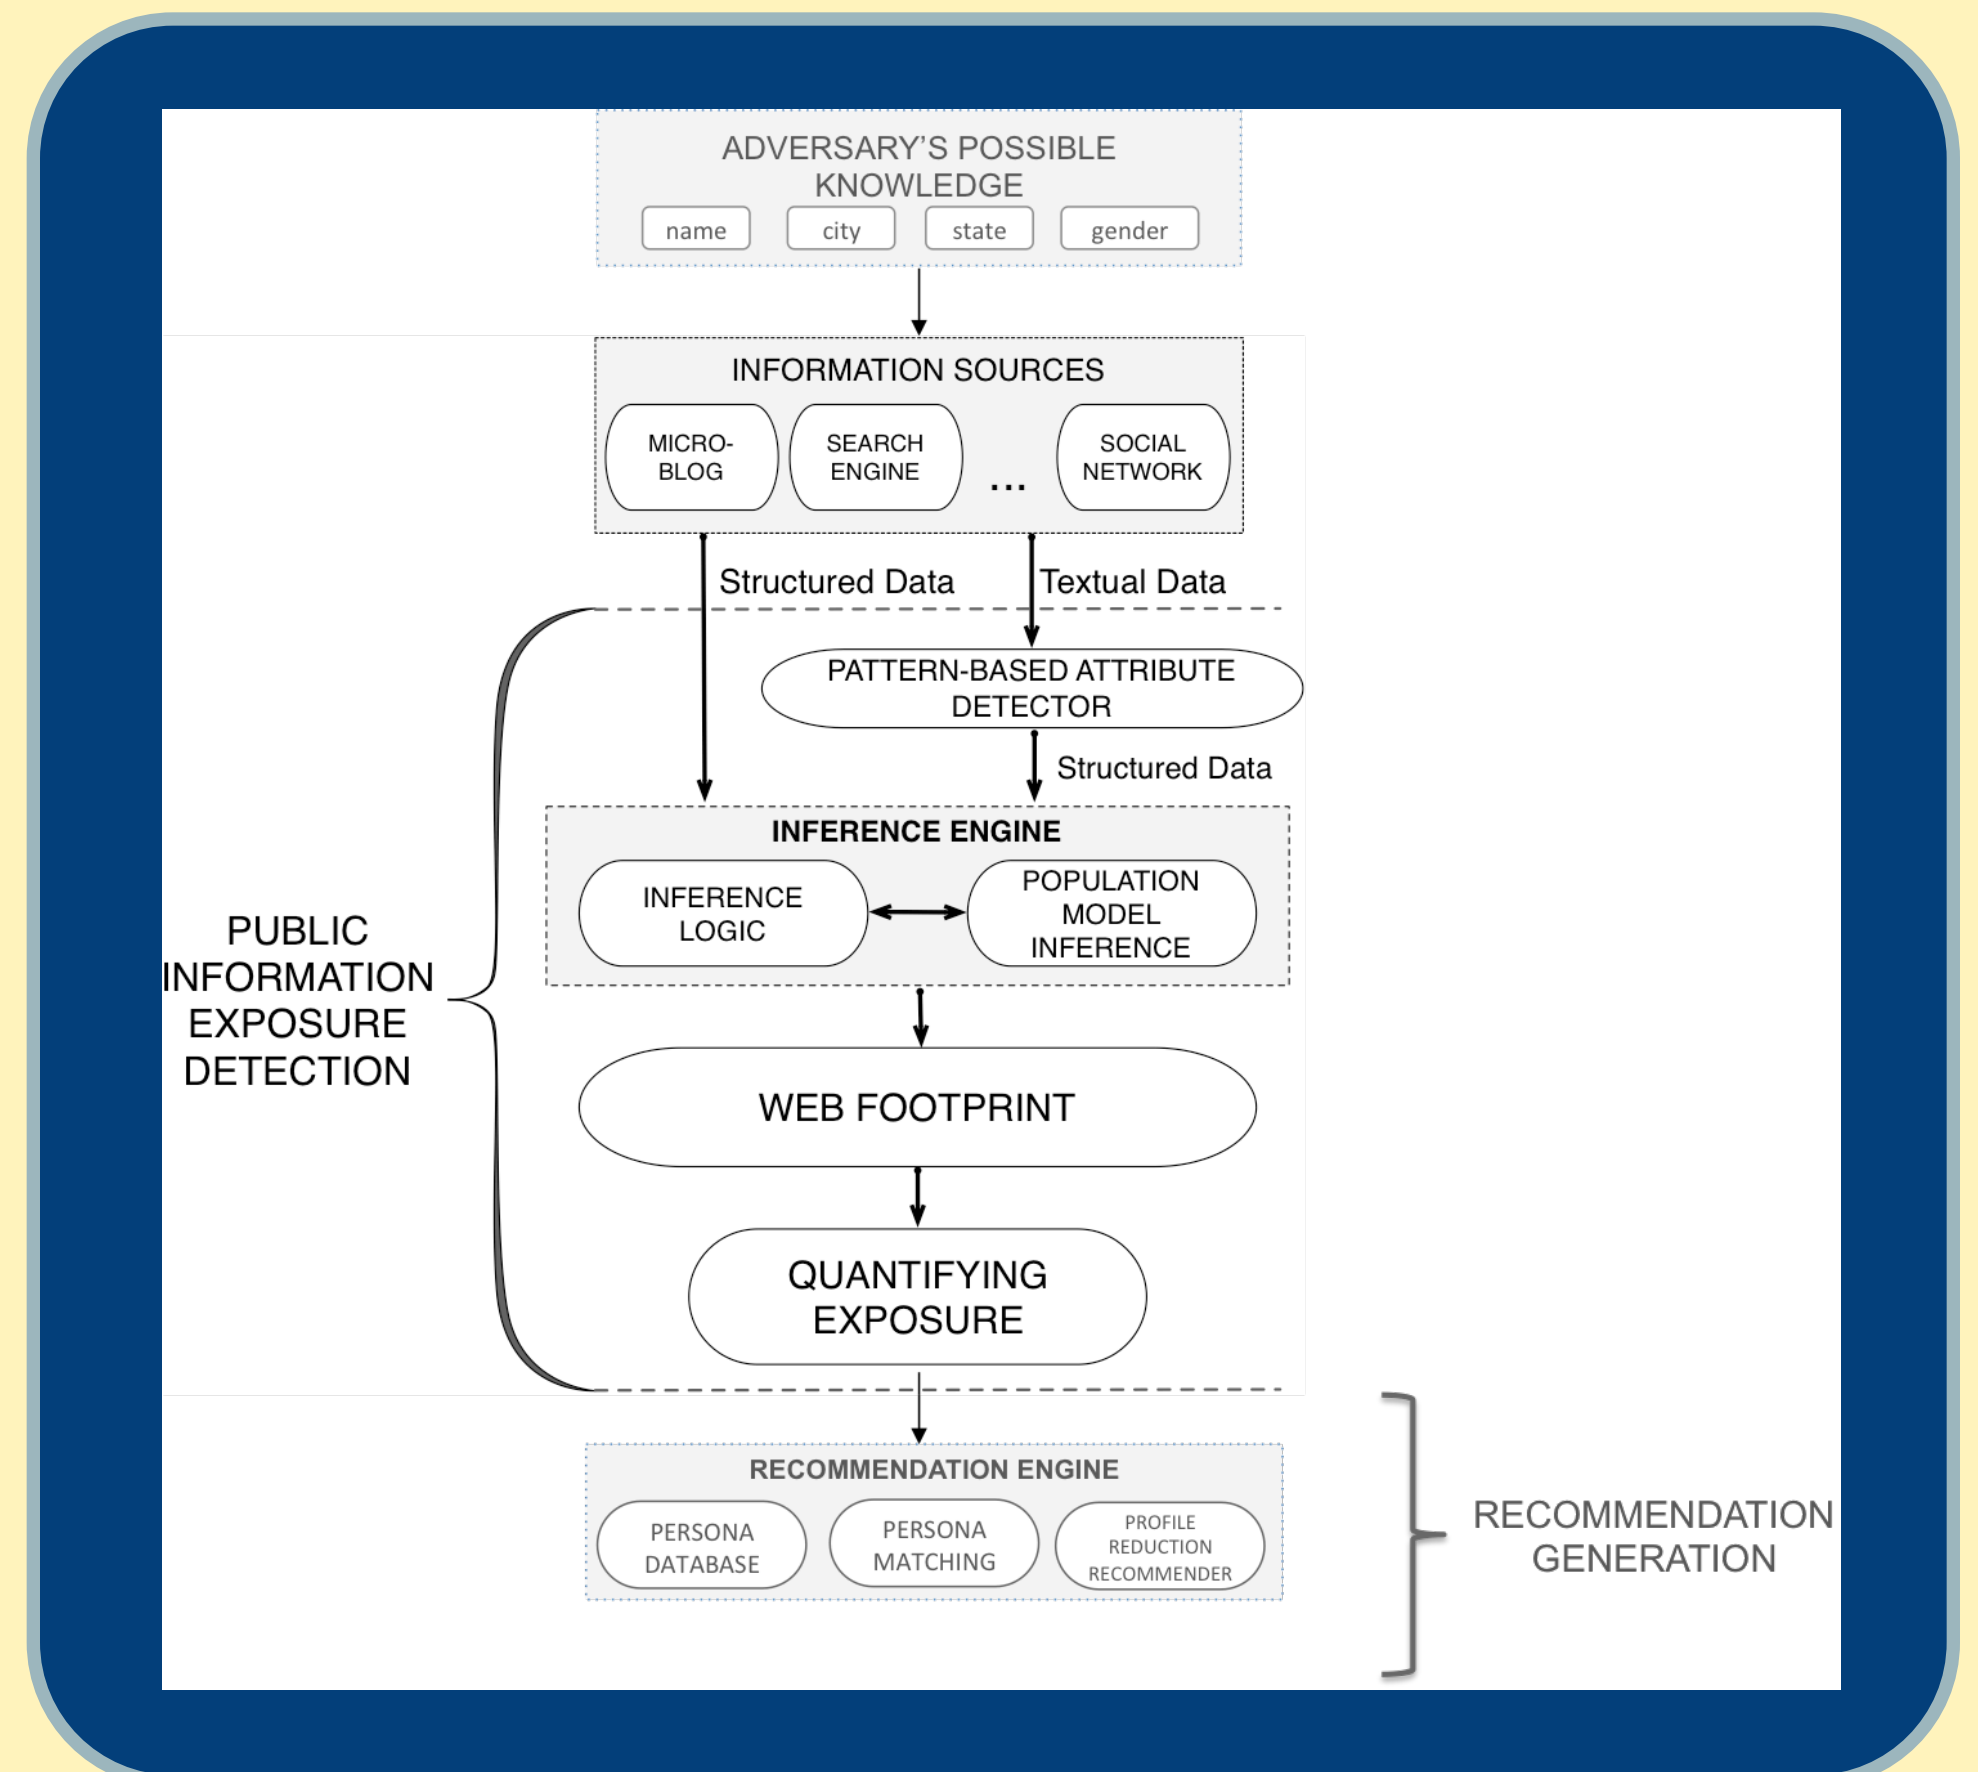 ADVERSARY'S POSSIBLE
KNOWLEDGE
name
city
state
gender
INFORMATION SOURCES
MICRO-
BLOG
SEARCH
ENGINE
...
SOCIAL
NETWORK
Structured Data
Textual Data
PATTERN-BASED ATTRIBUTE
DETECTOR
Structured Data
INFERENCE ENGINE
INFERENCE
LOGIC
POPULATION
MODEL
INFERENCE
PUBLIC
INFORMATION
EXPOSURE
DETECTION
WEB FOOTPRINT
QUANTIFYING
EXPOSURE
RECOMMENDATION ENGINE
PERSONA
DATABASE
PERSONA
MATCHING
PROFILE
REDUCTION
RECOMMENDER
RECOMMENDATION
GENERATION